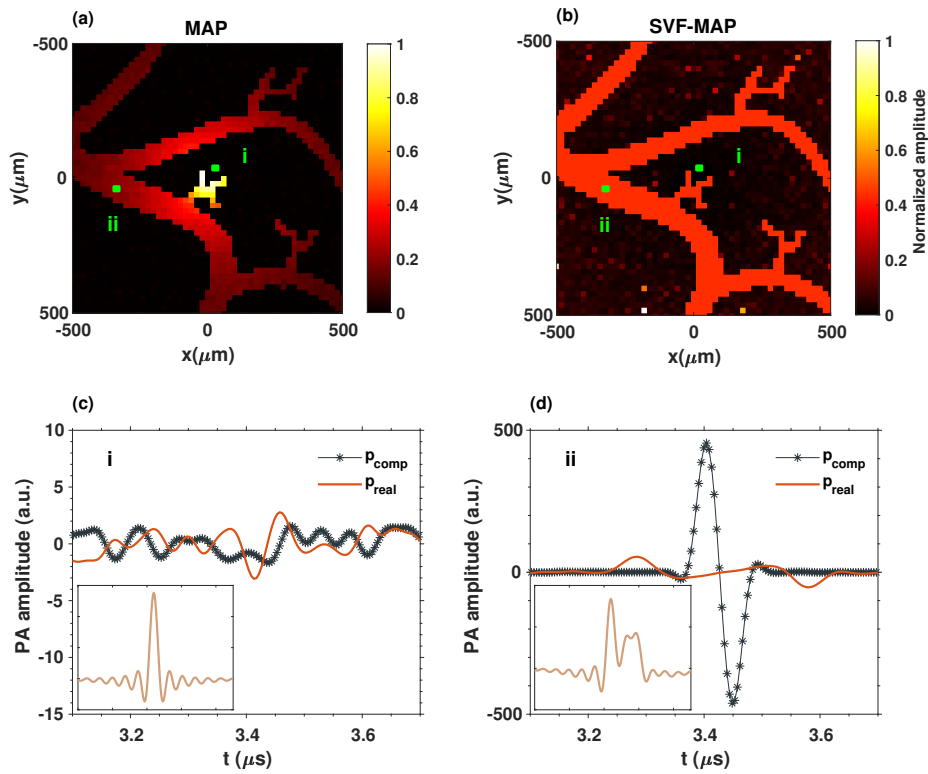 (a)
MAP
-500
0
500
y(μm)
-500
0
500
x(μm)
i
ii
1
0.8
0.6
0.4
0.2
0
(b)
SVF-MAP
-500
0
500
y(μm)
-500
0
500
x(μm)
i
ii
1
0.8
0.6
0.4
0.2
0
Normalized amplitude
(c)
10
5
0
-5
-10
-15
PA amplitude (a.u.)
i
p_comp
p_real
3.2
3.4
3.6
t (μs)
(d)
500
0
-500
PA amplitude (a.u.)
ii
p_comp
p_real
3.2
3.4
3.6
t (μs)